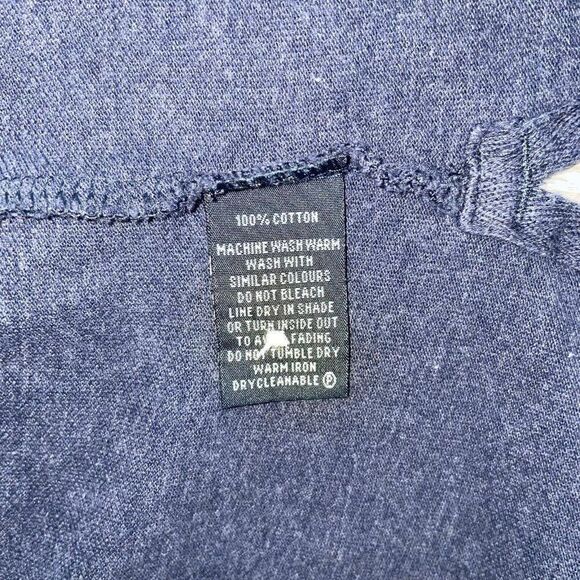 100% COTTON
MACHINE WASH WARM
WASH WITH
SIMILAR COLOURS
DO NOT BLEACH
LINE DRY IN SHADE
OR TURN INSIDE OUT
TO FADING
DO NOT TUMBLE DRY
WARM IRON
DRYCLEANABLE Ⓟ